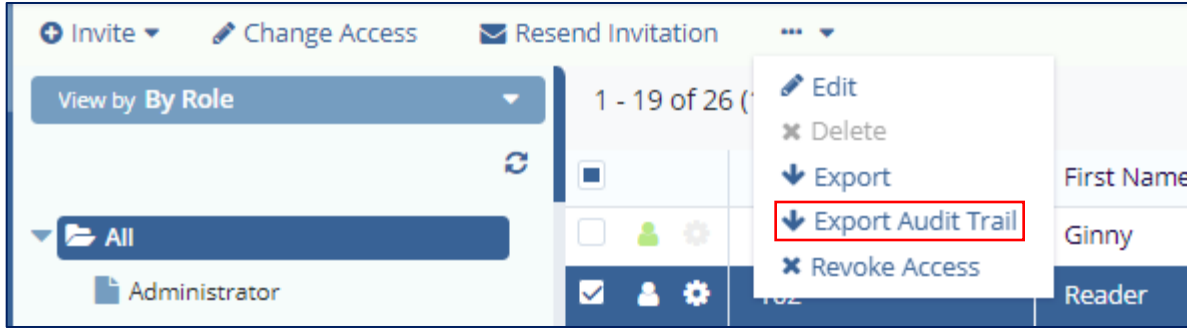 Invite Change Access Resend Invitation ...
View by By Role
1 - 19 of 26 (
Edit
Delete
Export
First Name
Export Audit Trail
All
Ginny
Revoke Access
Administrator
Reader